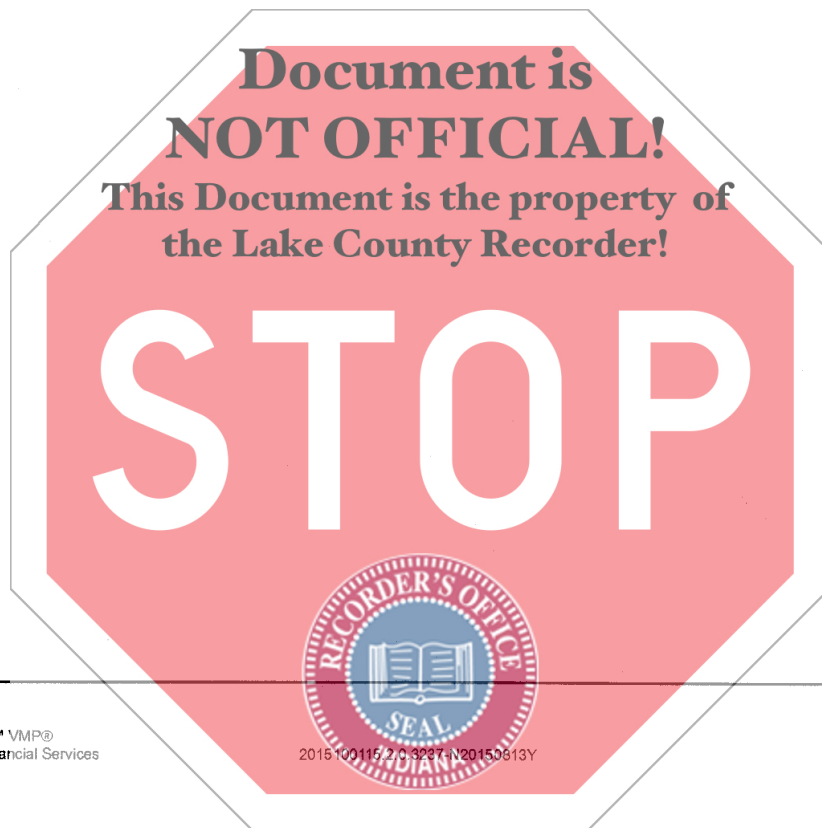 Document is
NOT OFFICIAL!
This Document is the property of
the Lake County Recorder!
STOP
RECORDER'S OFFICE
SEAL
INDIANA
VMP®
ancial Services
2015100115.2.0.3237-N20150813Y